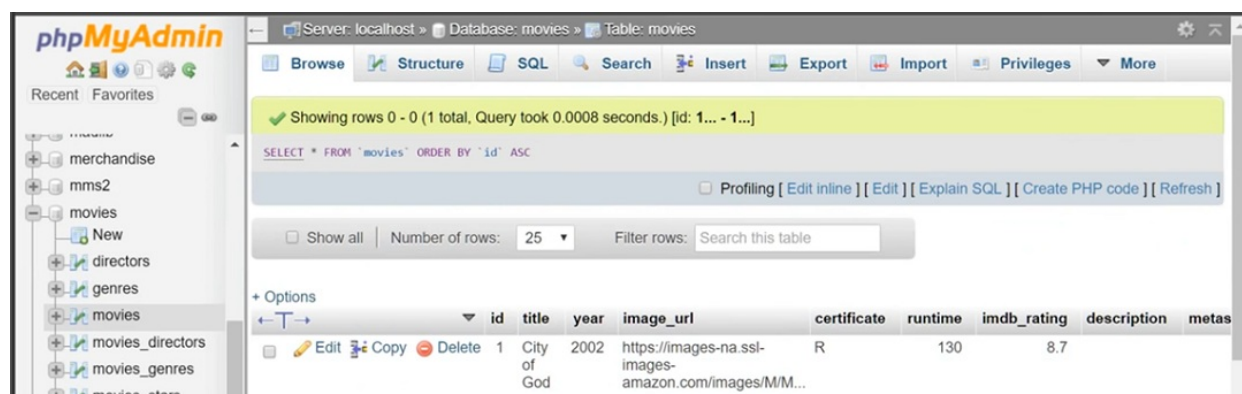 phpMyAdmin
Recent Favorites
merchandise
mms2
movies
New
directors
genres
movies
movies_directors
movies_genres
Server: localhost » Database: movies » Table: movies
Browse Structure SQL Search Insert Export Import Privileges More
Showing rows 0 - 0 (1 total, Query took 0.0008 seconds.) [id: 1... - 1...]
SELECT * FROM `movies` ORDER BY `id` ASC
Profiling [ Edit inline ] [ Edit ] [ Explain SQL ] [ Create PHP code ] [ Refresh ]
Show all Number of rows: 25 Filter rows: Search this table
+ Options
←T→ id title year image_url certificate runtime imdb_rating description metas
Edit Copy Delete 1 City 2002 https://images-na.ssl- R 130 8.7
of images-
God amazon.com/images/M/M...